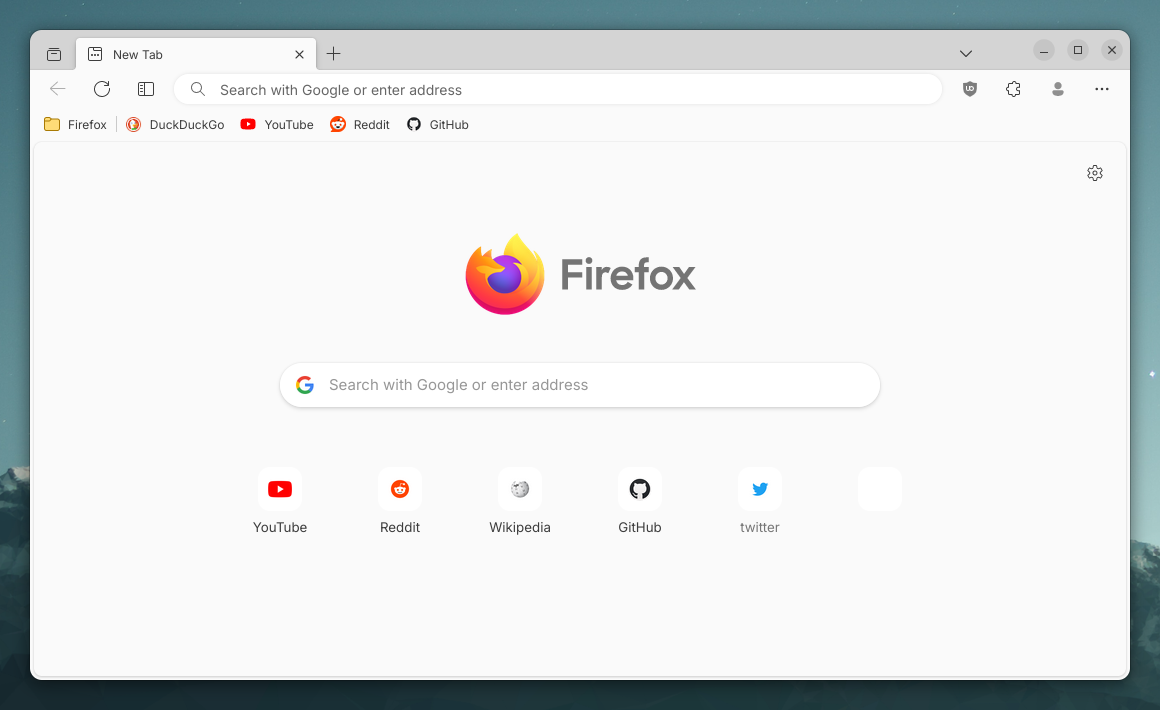 New Tab
Search with Google or enter address
Firefox DuckDuckGo YouTube Reddit GitHub
Firefox
Search with Google or enter address
YouTube Reddit Wikipedia GitHub twitter